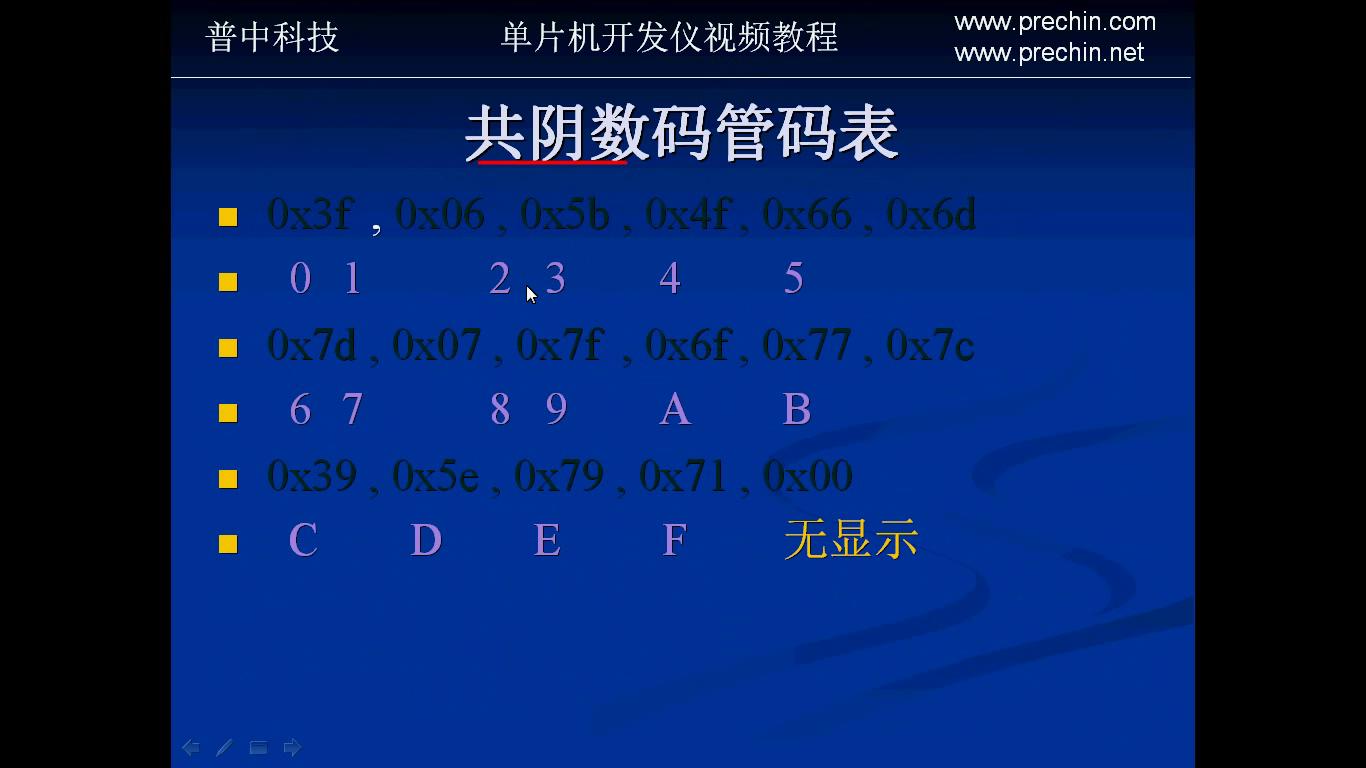 普中科技 单片机开发仪视频教程 www.prechin.com
www.prechin.net
共阴数码管码表
0x3f , 0x06 , 0x5b , 0x4f , 0x66 , 0x6d
0 1 2 3 4 5
0x7d , 0x07 , 0x7f , 0x6f , 0x77 , 0x7c
6 7 8 9 A B
0x39 , 0x5e , 0x79 , 0x71 , 0x00
C D E F 无显示